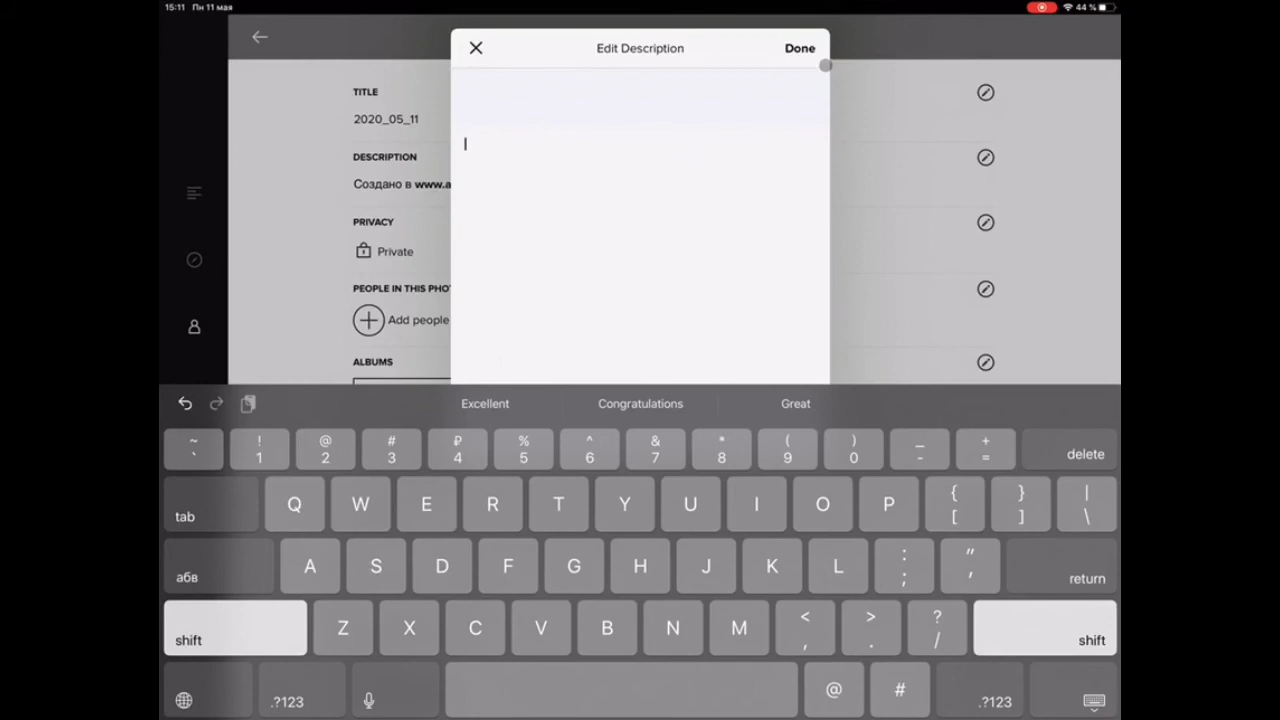 15:11 Пн 11 мая 44 %
Edit Description Done
TITLE
2020_05_11
DESCRIPTION
Создано в www.a
PRIVACY
Private
PEOPLE IN THIS PHO
Add people
ALBUMS
Excellent Congratulations Great
~ ! @ # ₽ % ^ & * ( ) _ +
` 1 2 3 4 5 6 7 8 9 0 - = delete
tab Q W E R T Y U I O P { [ } ] | \
абв A S D F G H J K L : ; " ' return
shift Z X C V B N M < , > . ? / shift
.?123 @ # .?123